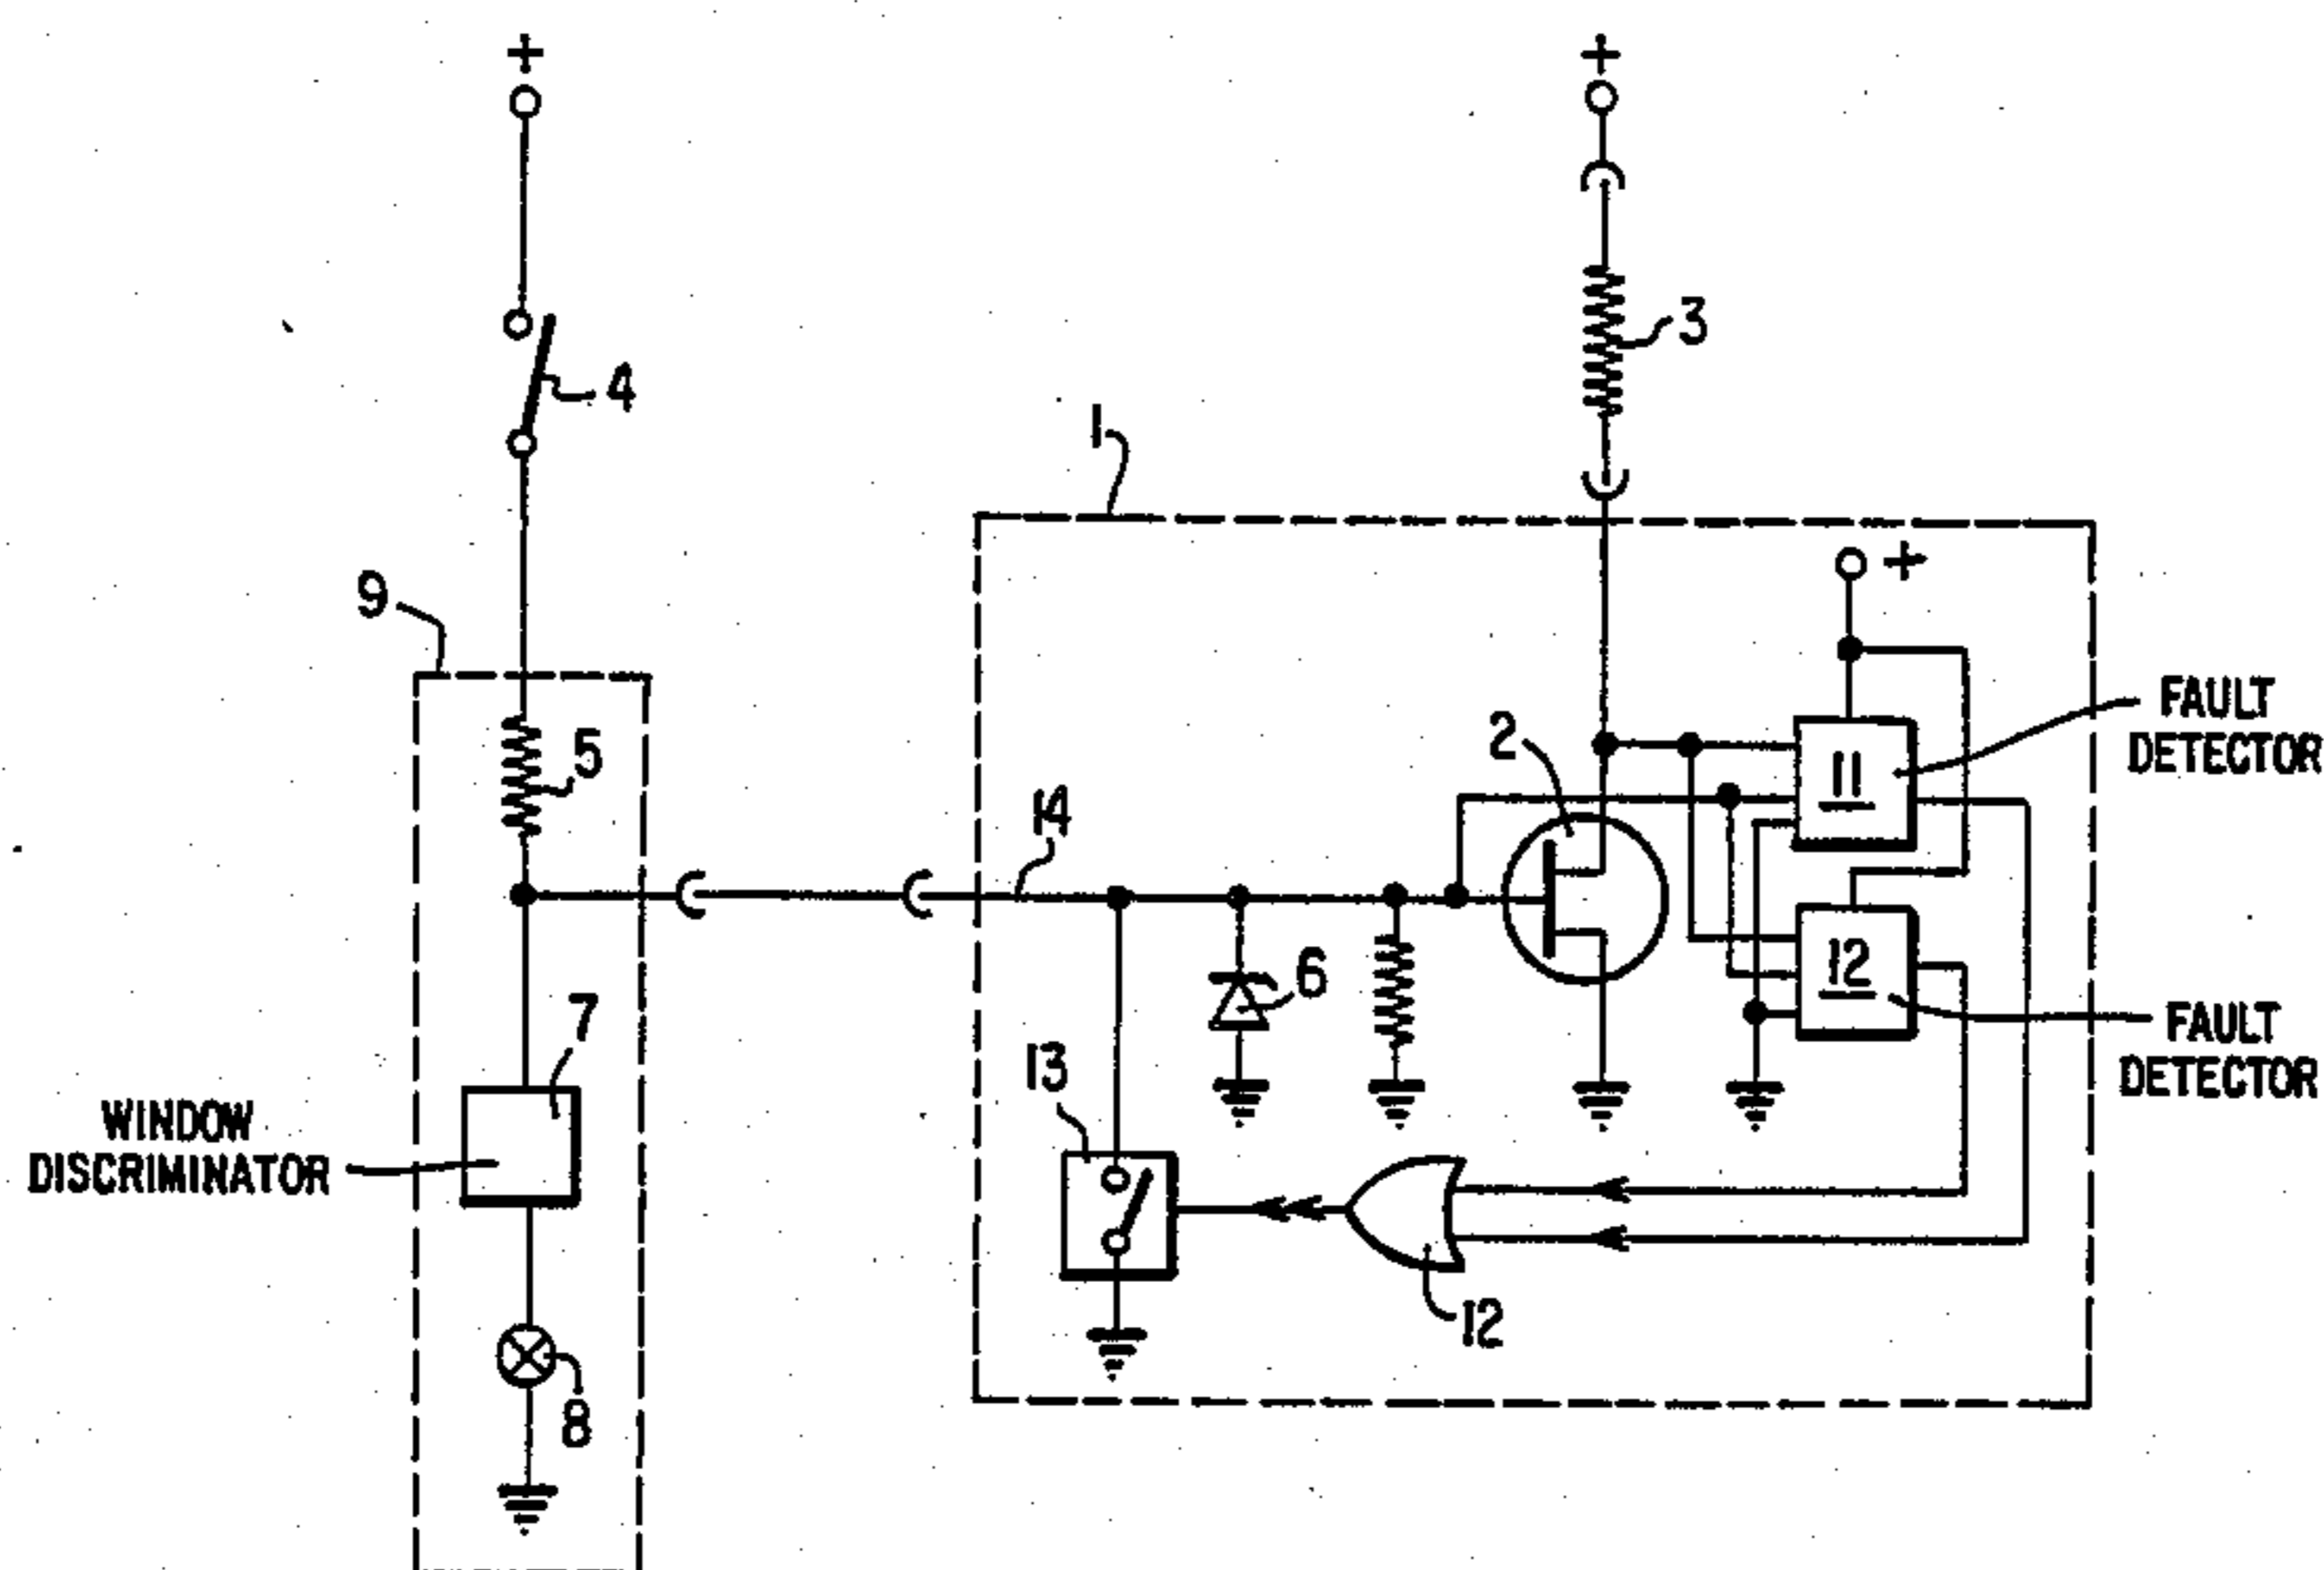 +
+
3
4
1
+
9
FAULT
DETECTOR
2
5
11
14
12
6
7
FAULT
DETECTOR
13
WINDOW
DISCRIMINATOR
12
8